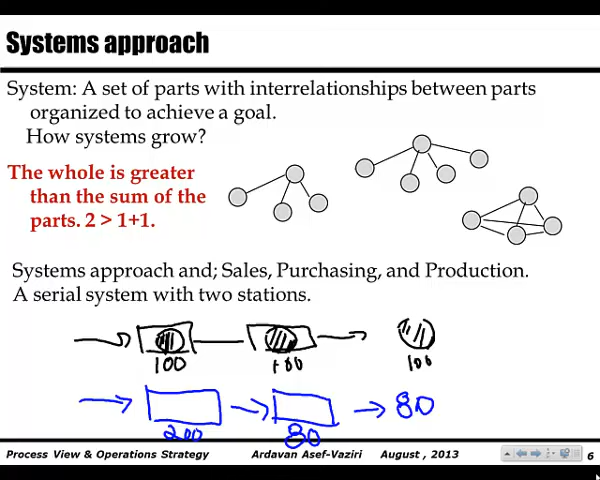 Systems approach
System: A set of parts with interrelationships between parts
organized to achieve a goal.
How systems grow?
The whole is greater
than the sum of the
parts. 2 > 1+1.
Systems approach and; Sales, Purchasing, and Production.
A serial system with two stations.
100 100 100
200 80 80
Process View & Operations Strategy Ardavan Asef-Vaziri August , 2013 6